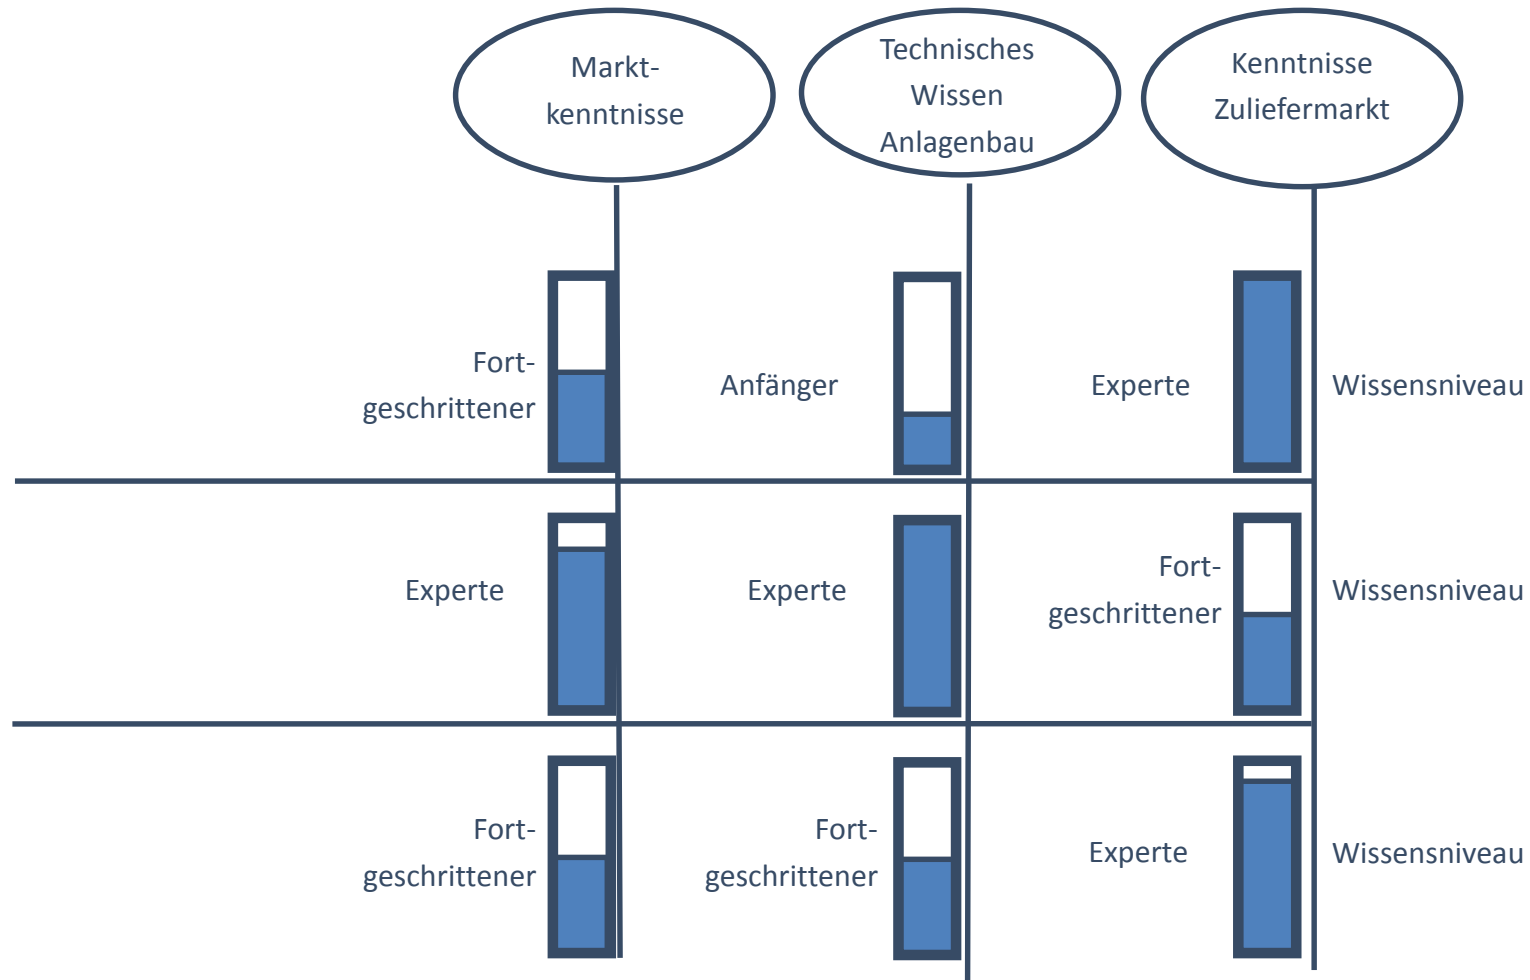 Markt-
kenntnisse
Technisches
Wissen
Anlagenbau
Kenntnisse
Zuliefermarkt
Fort-
geschrittener
Anfänger
Experte
Wissensniveau
Experte
Experte
Fort-
geschrittener
Wissensniveau
Fort-
geschrittener
Fort-
geschrittener
Experte
Wissensniveau